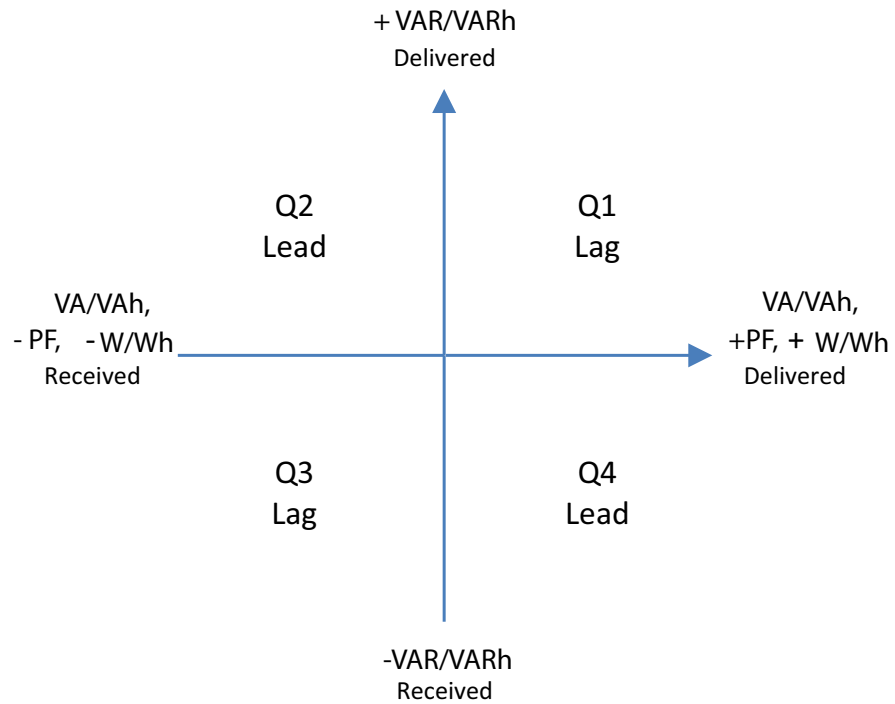 + VAR/VARh
Delivered
Q2
Lead
Q1
Lag
VA/VAh,
- PF, - W/Wh
Received
VA/VAh,
+PF, + W/Wh
Delivered
Q3
Lag
Q4
Lead
-VAR/VARh
Received